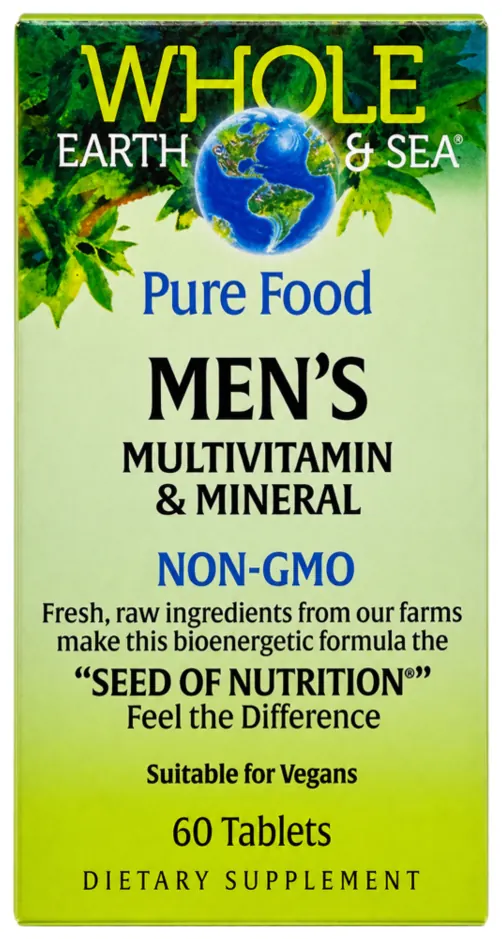 WHOLE
EARTH & SEA®
Pure Food
MEN'S
MULTIVITAMIN
& MINERAL
NON-GMO
Fresh, raw ingredients from our farms
make this bioenergetic formula the
“SEED OF NUTRITION®”
Feel the Difference
Suitable for Vegans
60 Tablets
DIETARY SUPPLEMENT